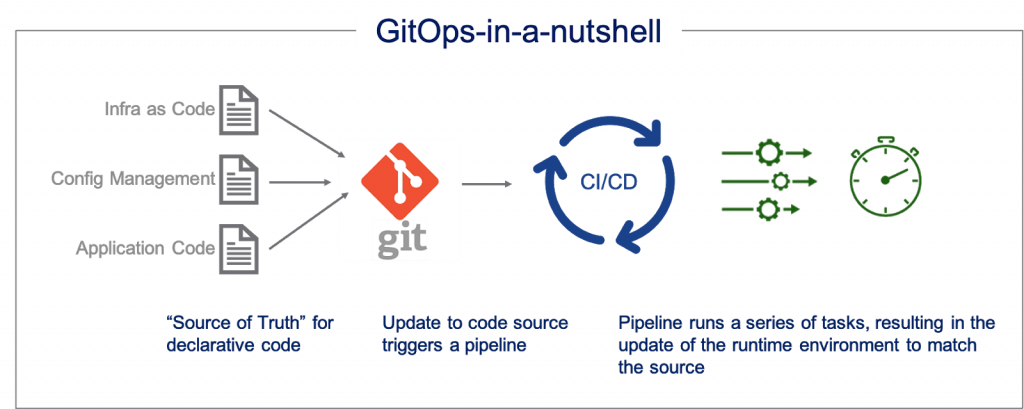 GitOps-in-a-nutshell
Infra as Code
Config Management
Application Code
git
CI/CD
“Source of Truth” for
declarative code
Update to code source
triggers a pipeline
Pipeline runs a series of tasks, resulting in the
update of the runtime environment to match
the source